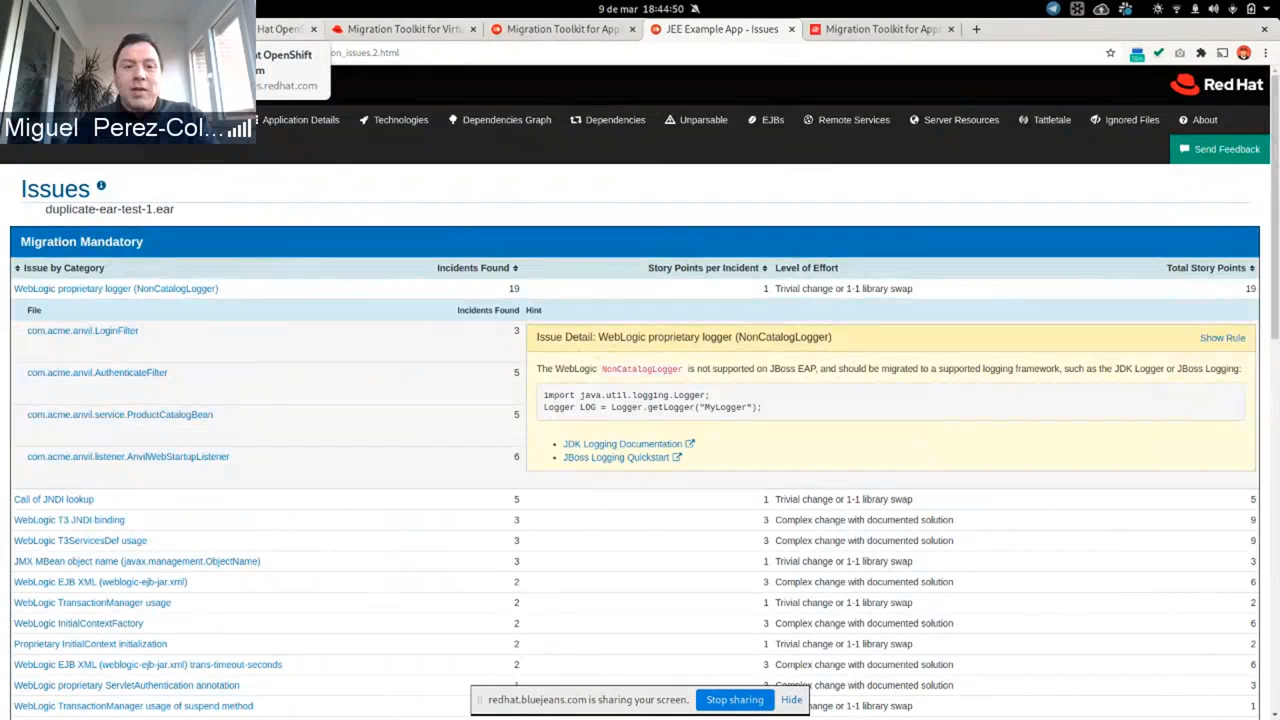 9 de mar 18:44:50
Hat OpenShift
Migration Toolkit for Virtu
Migration Toolkit for App
JEE Example App - Issues
Migration Toolkit for App
on_issues.2.html
at OpenShift
m
s.redhat.com
Red Hat
Miguel Perez-Col...
Application Details
Technologies
Dependencies Graph
Dependencies
Unparsable
EJBs
Remote Services
Server Resources
Tattletale
Ignored Files
About
Send Feedback
Issues
duplicate-ear-test-1.ear
Migration Mandatory
Issue by Category Incidents Found Story Points per Incident Level of Effort Total Story Points
WebLogic proprietary logger (NonCatalogLogger) 19 1 Trivial change or 1-1 library swap 19
File Incidents Found Hint
com.acme.anvil.LoginFilter 3
com.acme.anvil.AuthenticateFilter 5
com.acme.anvil.service.ProductCatalogBean 5
com.acme.anvil.listener.AnvilWebStartupListener 6
Issue Detail: WebLogic proprietary logger (NonCatalogLogger) Show Rule
The WebLogic NonCatalogLogger is not supported on JBoss EAP, and should be migrated to a supported logging framework, such as the JDK Logger or JBoss Logging:
import java.util.logging.Logger;
Logger LOG = Logger.getLogger("MyLogger");
JDK Logging Documentation
JBoss Logging Quickstart
Call of JNDI lookup 5 1 Trivial change or 1-1 library swap 5
WebLogic T3 JNDI binding 3 3 Complex change with documented solution 9
WebLogic T3ServicesDef usage 3 3 Complex change with documented solution 9
JMX MBean object name (javax.management.ObjectName) 3 1 Trivial change or 1-1 library swap 3
WebLogic EJB XML (weblogic-ejb-jar.xml) 2 3 Complex change with documented solution 6
WebLogic TransactionManager usage 2 1 Trivial change or 1-1 library swap 2
WebLogic InitialContextFactory 2 3 Complex change with documented solution 6
Proprietary InitialContext initialization 2 1 Trivial change or 1-1 library swap 2
WebLogic EJB XML (weblogic-ejb-jar.xml) trans-timeout-seconds 2 3 Complex change with documented solution 6
WebLogic proprietary ServletAuthentication annotation Complex change with documented solution 3
WebLogic TransactionManager usage of suspend method Trivial change or 1-1 library swap 1
redhat.bluejeans.com is sharing your screen. Stop sharing Hide